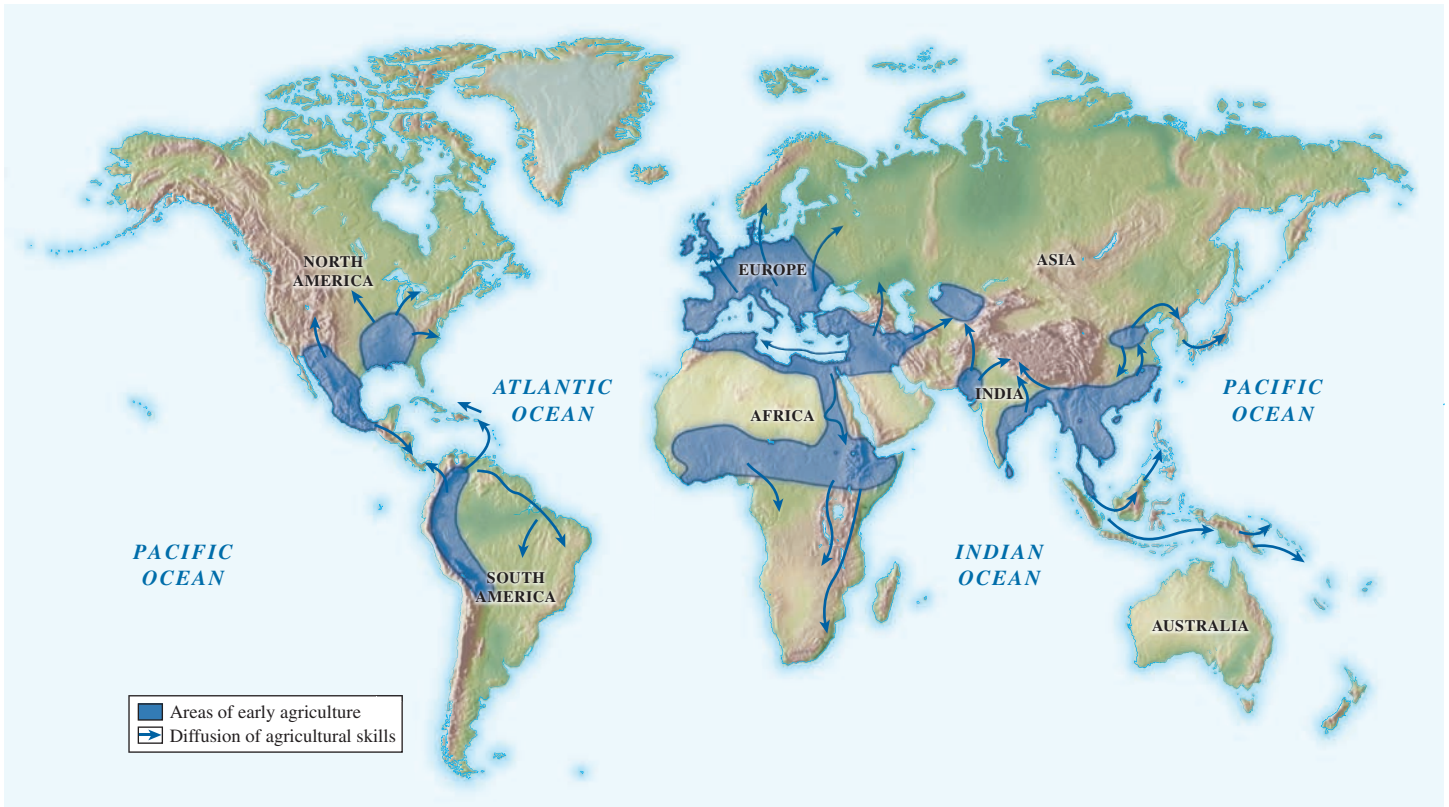 NORTH
AMERICA
EUROPE
ASIA
ATLANTIC
OCEAN
AFRICA
INDIA
PACIFIC
OCEAN
PACIFIC
OCEAN
SOUTH
AMERICA
INDIAN
OCEAN
AUSTRALIA
Areas of early agriculture
Diffusion of agricultural skills